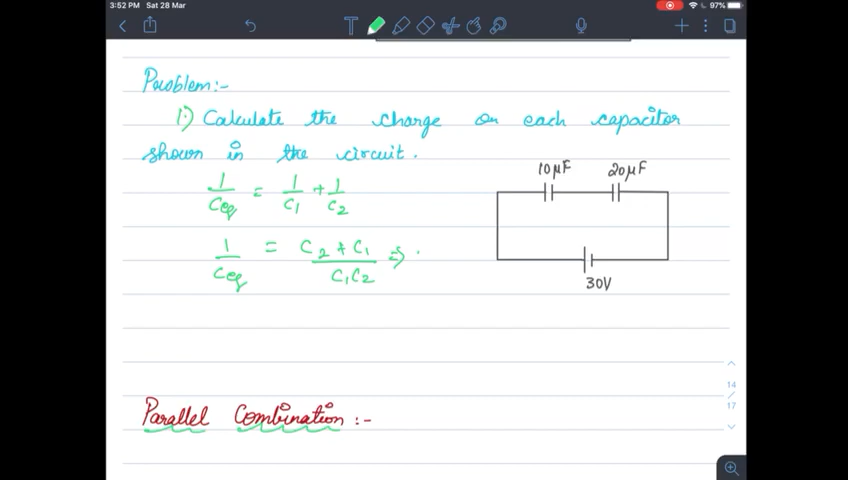 3:52 PM Sat 28 Mar
97%
Problem:-
1.) Calculate the charge on each capacitor
shown in the circuit.
1/Ceq = 1/C1 + 1/C2
1/Ceq = C2 + C1/C1C2 ⇒
10μF 20μF
30V
Parallel Combination :-
14
/
17